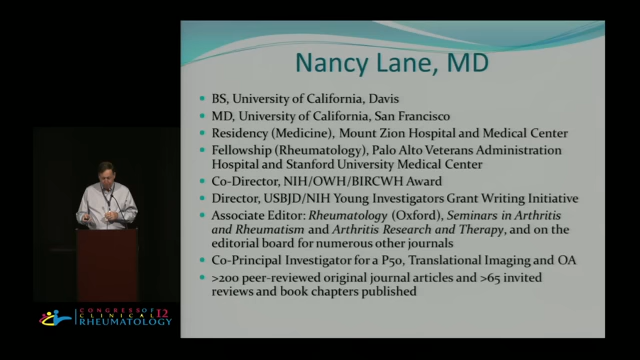 Nancy Lane, MD
BS, University of California, Davis
MD, University of California, San Francisco
Residency (Medicine), Mount Zion Hospital and Medical Center
Fellowship (Rheumatology), Palo Alto Veterans Administration
Hospital and Stanford University Medical Center
Co-Director, NIH/OWH/BIRCWH Award
Director, USBJD/NIH Young Investigators Grant Writing Initiative
Associate Editor: Rheumatology (Oxford), Seminars in Arthritis
and Rheumatism and Arthritis Research and Therapy, and on the
editorial board for numerous other journals
Co-Principal Investigator for a P50, Translational Imaging and OA
>200 peer-reviewed original journal articles and >65 invited
reviews and book chapters published
CONGRESS OF
CLINICAL 12
RHEUMATOLOGY